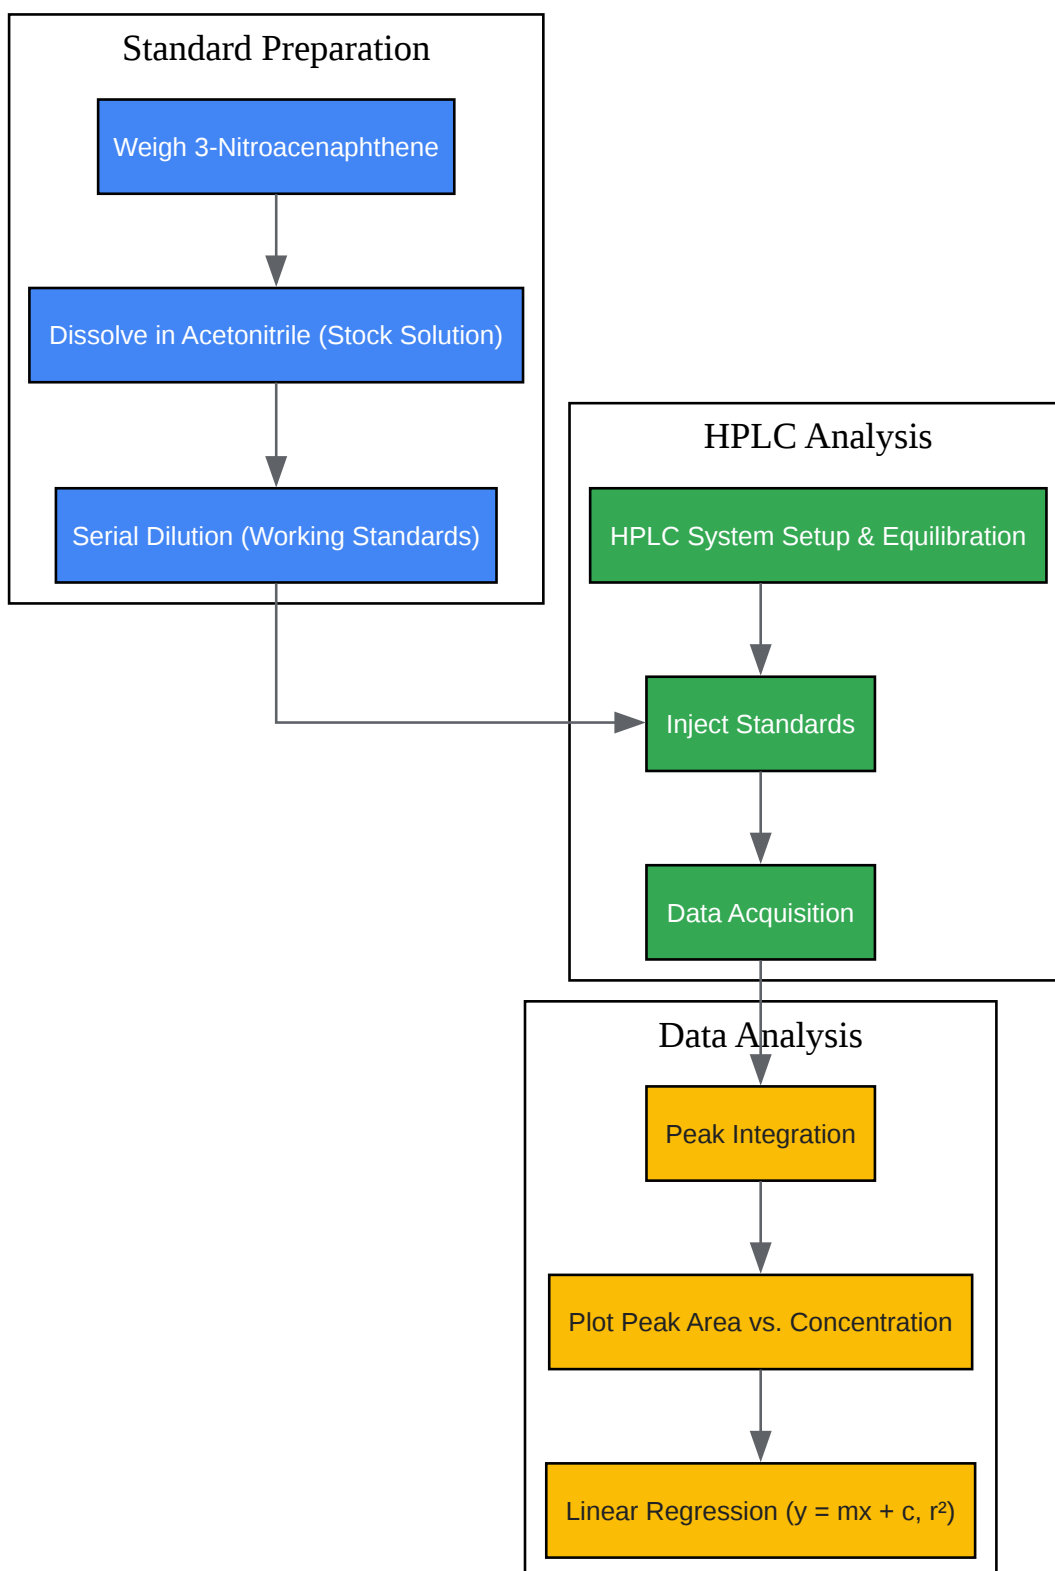 Standard Preparation
Weigh 3-Nitroacenaphthene
Dissolve in Acetonitrile (Stock Solution)
Serial Dilution (Working Standards)
HPLC Analysis
HPLC System Setup & Equilibration
Inject Standards
Data Acquisition
Data Analysis
Peak Integration
Plot Peak Area vs. Concentration
Linear Regression (y = mx + c, r²)